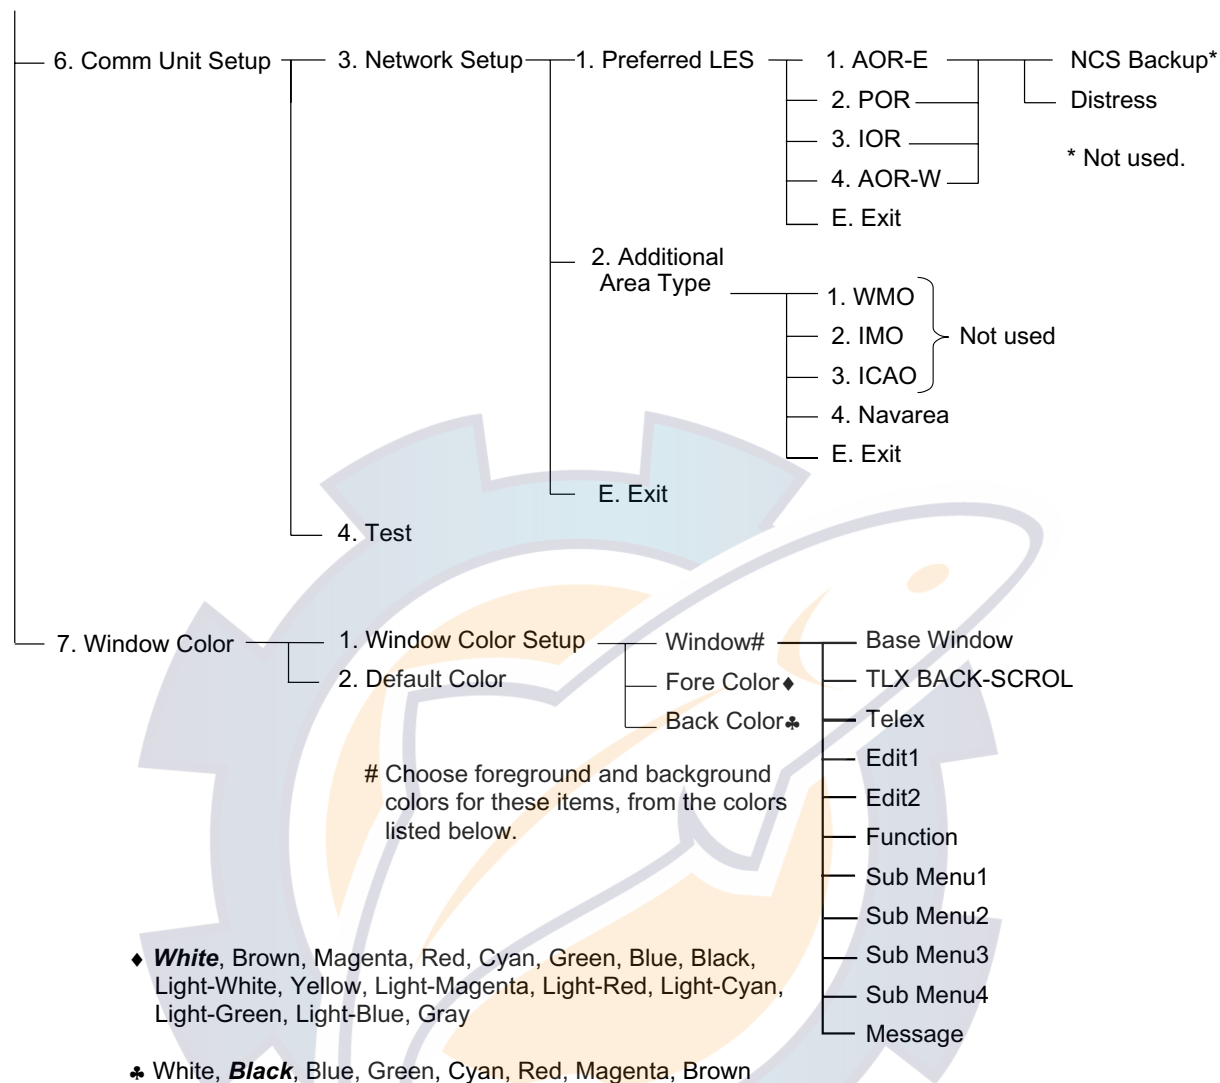 6. Comm Unit Setup
3. Network Setup
1. Preferred LES
1. AOR-E
NCS Backup*
2. POR
Distress
3. IOR
* Not used.
4. AOR-W
E. Exit
2. Additional
Area Type
1. WMO
2. IMO
Not used
3. ICAO
4. Navarea
E. Exit
E. Exit
4. Test
7. Window Color
1. Window Color Setup
Window#
Base Window
2. Default Color
Fore Color♦
TLX BACK-SCROL
Back Color♣
Telex
Edit1
# Choose foreground and background
colors for these items, from the colors
listed below.
Edit2
Function
Sub Menu1
Sub Menu2
Sub Menu3
Sub Menu4
Message
♦ White, Brown, Magenta, Red, Cyan, Green, Blue, Black,
Light-White, Yellow, Light-Magenta, Light-Red, Light-Cyan,
Light-Green, Light-Blue, Gray
♣ White, Black, Blue, Green, Cyan, Red, Magenta, Brown